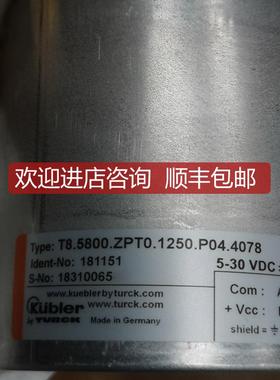 欢迎进店咨询 顺丰包邮
Type: T8.5800.ZPT0.1250.P04.4078
Ident-No: 181151 5-30 VDC
S-No: 18310065
www.kueblerbyturck.com
www.turck.com
Com :
Kübler by TURCK
Made in Germany
+ Vcc :
shield =